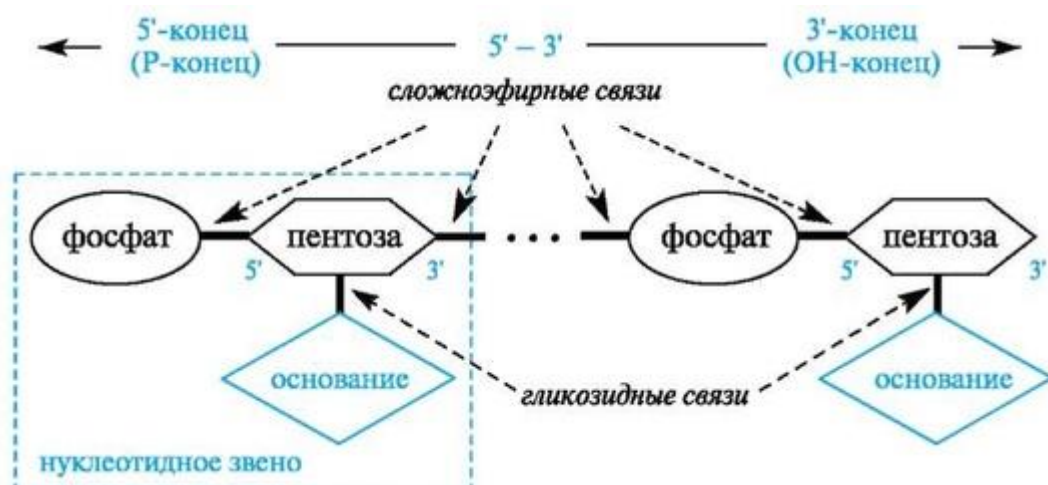 5'-конец
(P-конец)
5' – 3'
3'-конец
(ОН-конец)
сложноэфирные связи
фосфат
пентоза
...
фосфат
пентоза
5'
3'
5'
3'
основание
гликозидные связи
основание
нуклеотидное звено